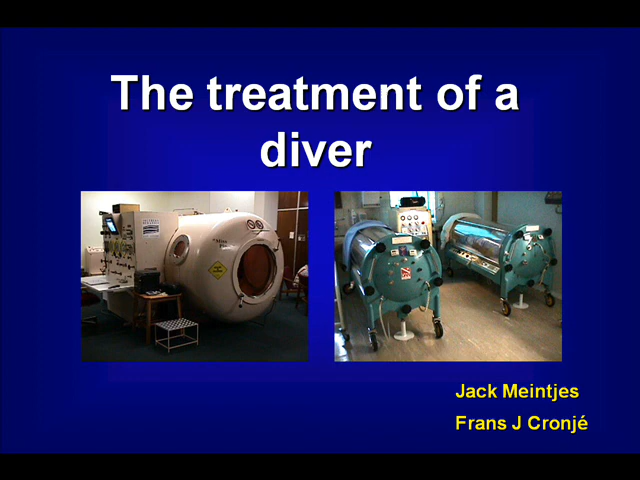 The treatment of a
diver
Jack Meintjes
Frans J Cronjé